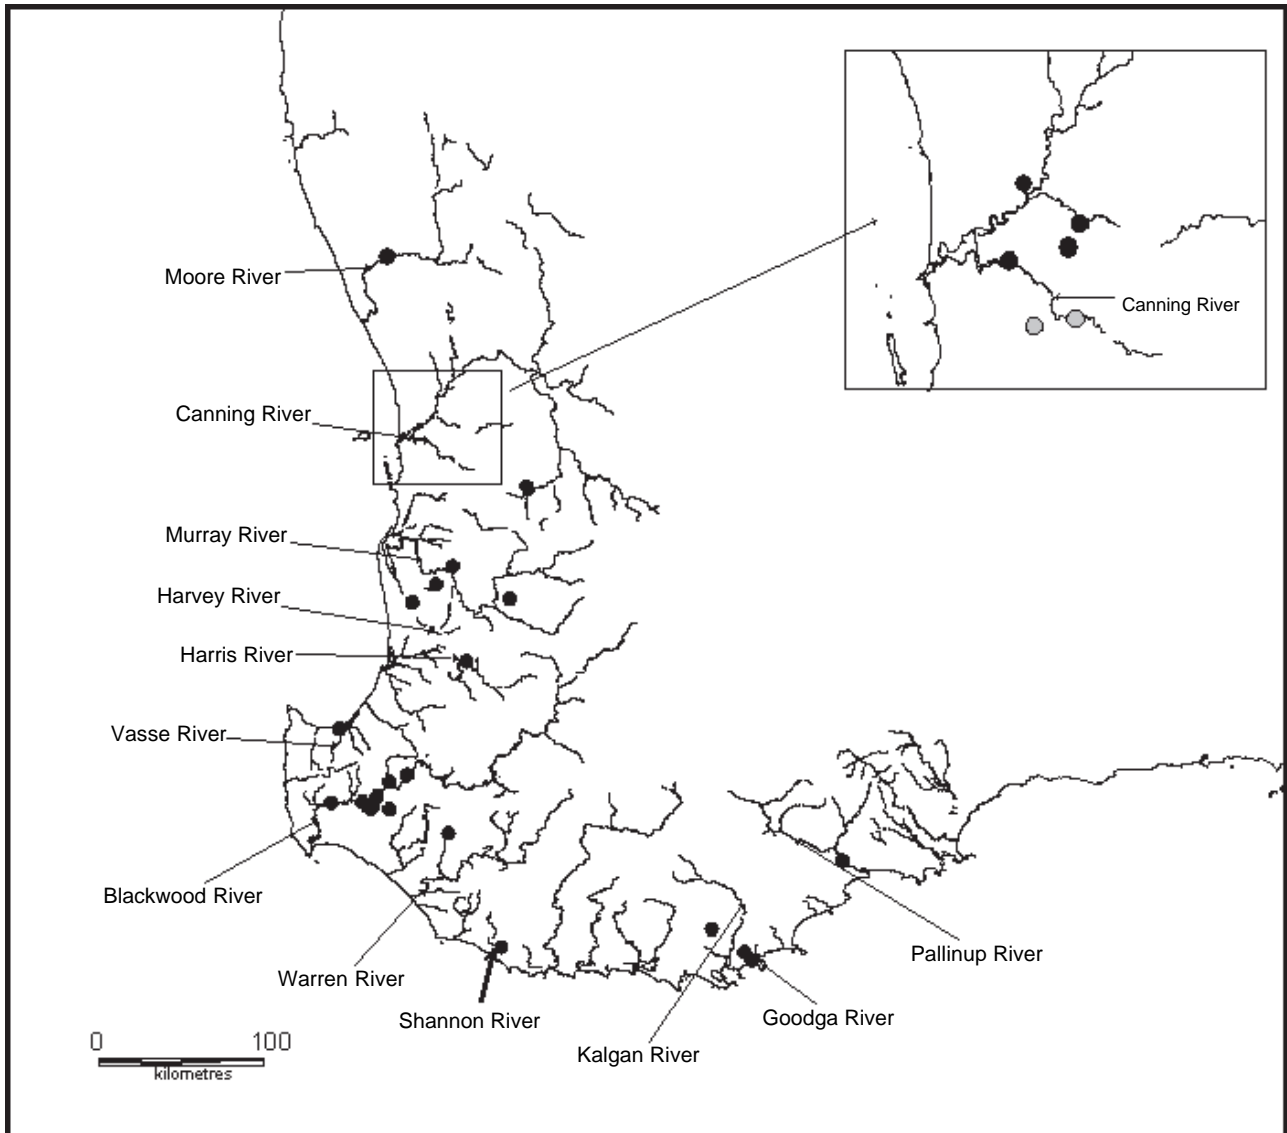 Moore River
Canning River
Canning River
Murray River
Harvey River
Harris River
Vasse River
Blackwood River
Warren River
Shannon River
Kalgan River
Goodga River
Pallinup River
0 100
kilometres